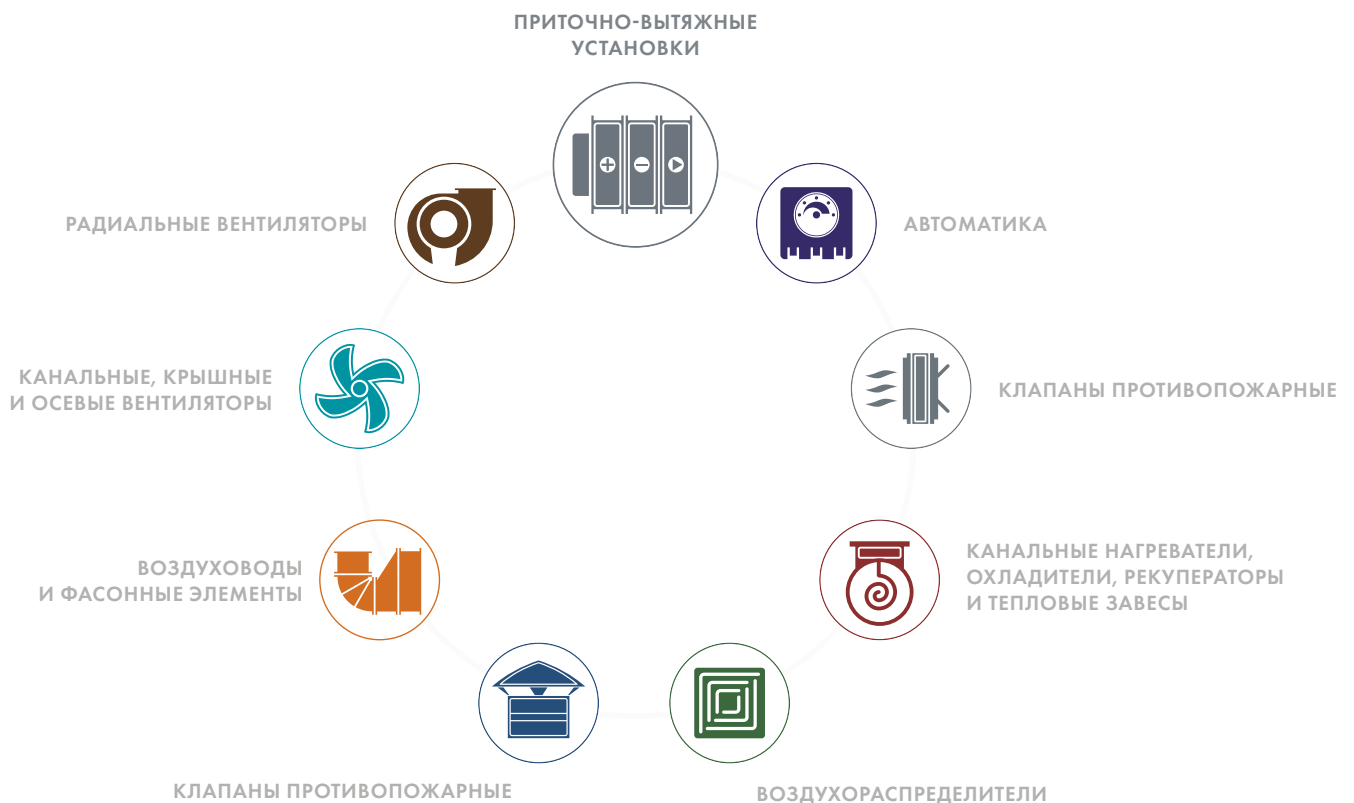 ПРИТОЧНО-ВЫТЯЖНЫЕ
УСТАНОВКИ
РАДИАЛЬНЫЕ ВЕНТИЛЯТОРЫ
АВТОМАТИКА
КАНАЛЬНЫЕ, КРЫШНЫЕ
И ОСЕВЫЕ ВЕНТИЛЯТОРЫ
КЛАПАНЫ ПРОТИВОПОЖАРНЫЕ
ВОЗДУХОВОДЫ
И ФАСОННЫЕ ЭЛЕМЕНТЫ
КАНАЛЬНЫЕ НАГРЕВАТЕЛИ,
ОХЛАДИТЕЛИ, РЕКУПЕРАТОРЫ
И ТЕПЛОВЫЕ ЗАВЕСЫ
КЛАПАНЫ ПРОТИВОПОЖАРНЫЕ
ВОЗДУХОРАСПРЕДЕЛИТЕЛИ